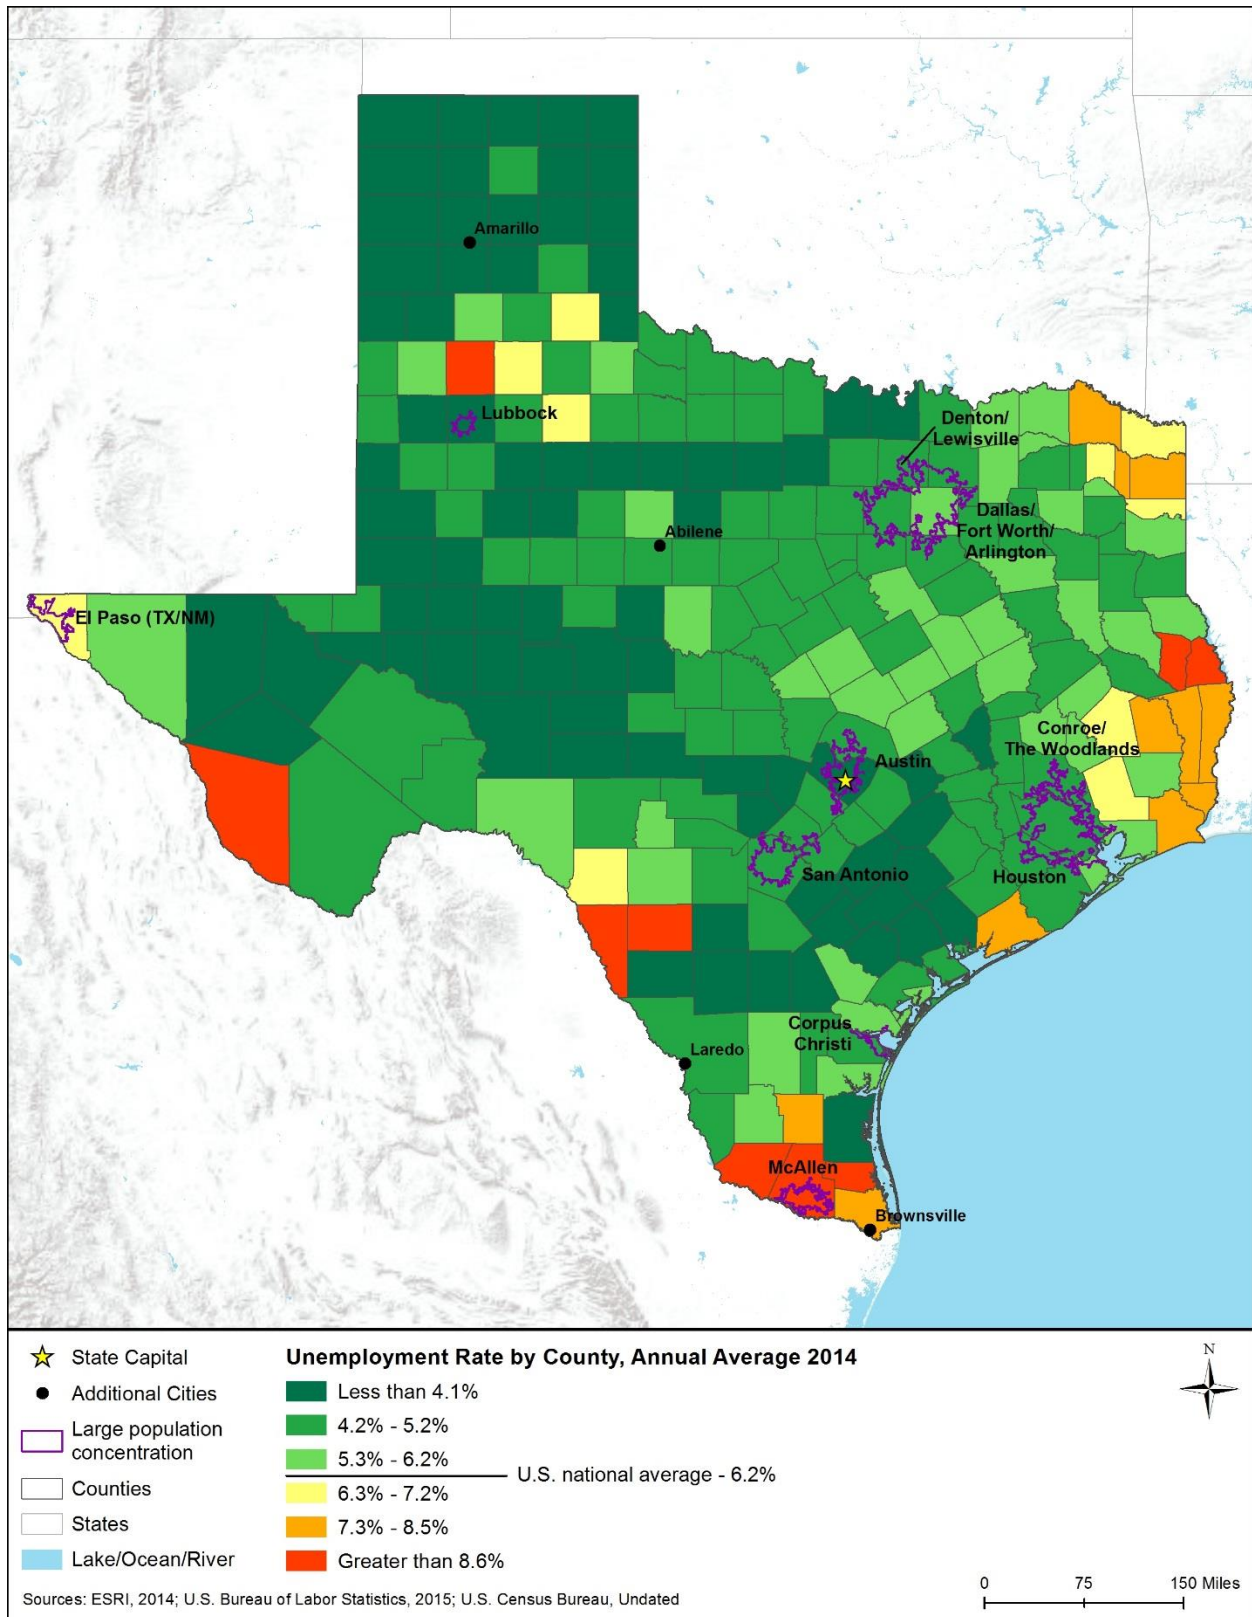 Amarillo
Lubbock
Denton/
Lewisville
Dallas/
Fort Worth/
Arlington
Abilene
El Paso (TX/NM)
Conroe/
The Woodlands
Austin
San Antonio
Houston
Corpus
Christi
Laredo
McAllen
Brownsville
State Capital
Additional Cities
Large population
concentration
Counties
States
Lake/Ocean/River
Unemployment Rate by County, Annual Average 2014
Less than 4.1%
4.2% - 5.2%
5.3% - 6.2%
U.S. national average - 6.2%
6.3% - 7.2%
7.3% - 8.5%
Greater than 8.6%
N
Sources: ESRI, 2014; U.S. Bureau of Labor Statistics, 2015; U.S. Census Bureau, Undated
0 75 150 Miles